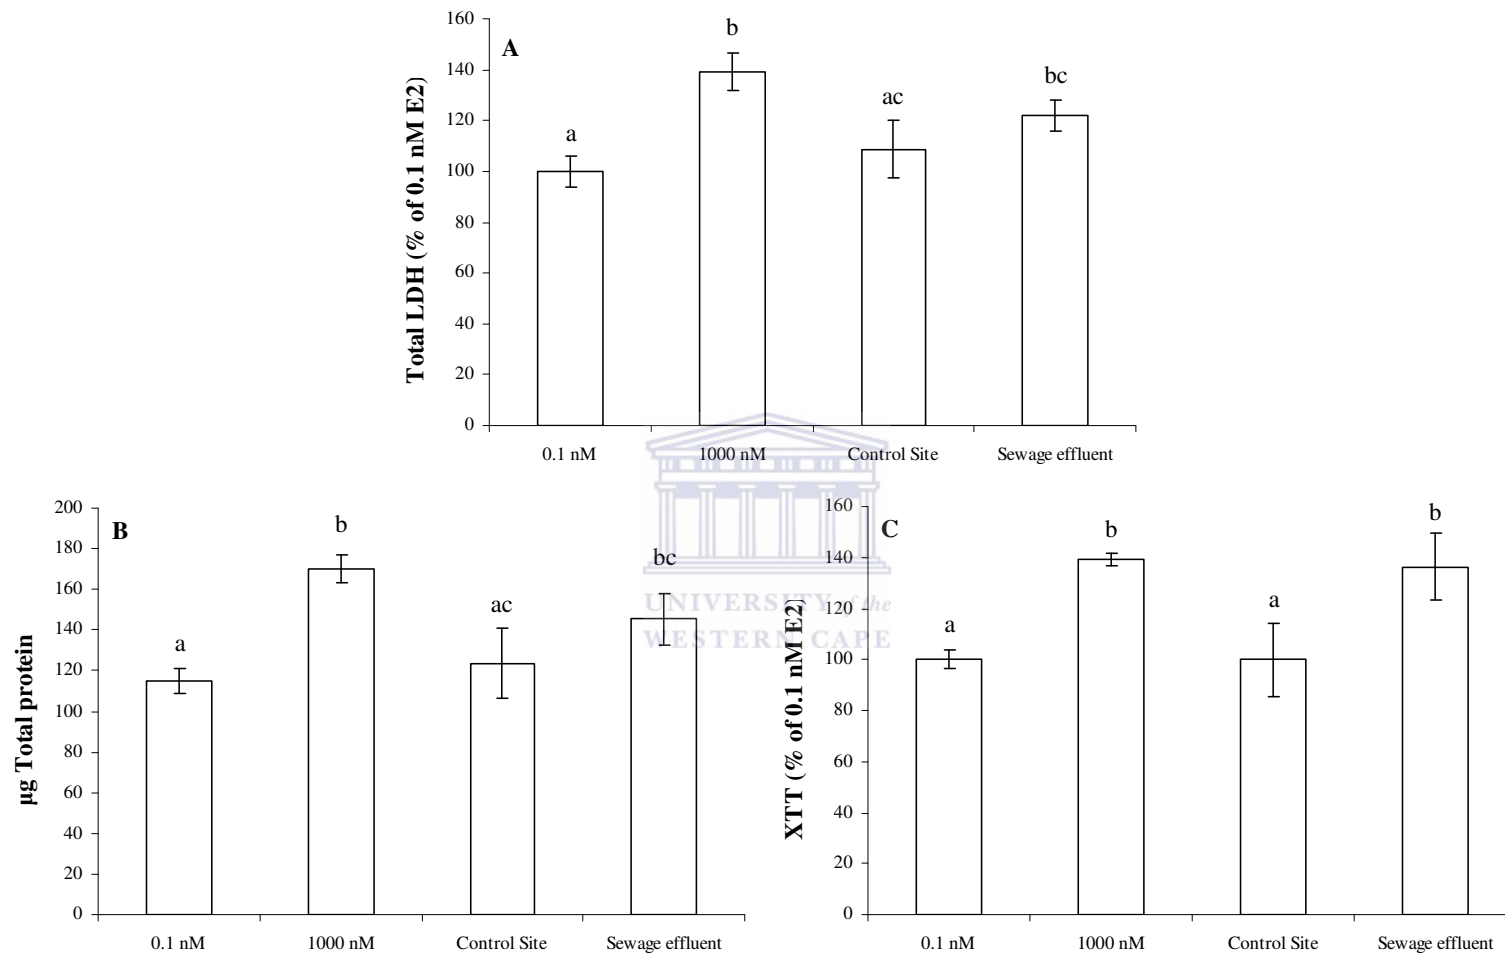 A
Total LDH (% of 0.1 nM E2)
160
140
120
100
80
60
40
20
0
a
b
ac
bc
0.1 nM
1000 nM
Control Site
Sewage effluent
UNIVERSITY of the
WESTERN CAPE
B
µg Total protein
200
180
160
140
120
100
80
60
40
20
0
a
b
ac
bc
0.1 nM
1000 nM
Control Site
Sewage effluent
C
XTT (% of 0.1 nM E2)
160
140
120
100
80
60
40
20
0
a
b
a
b
0.1 nM
1000 nM
Control Site
Sewage effluent